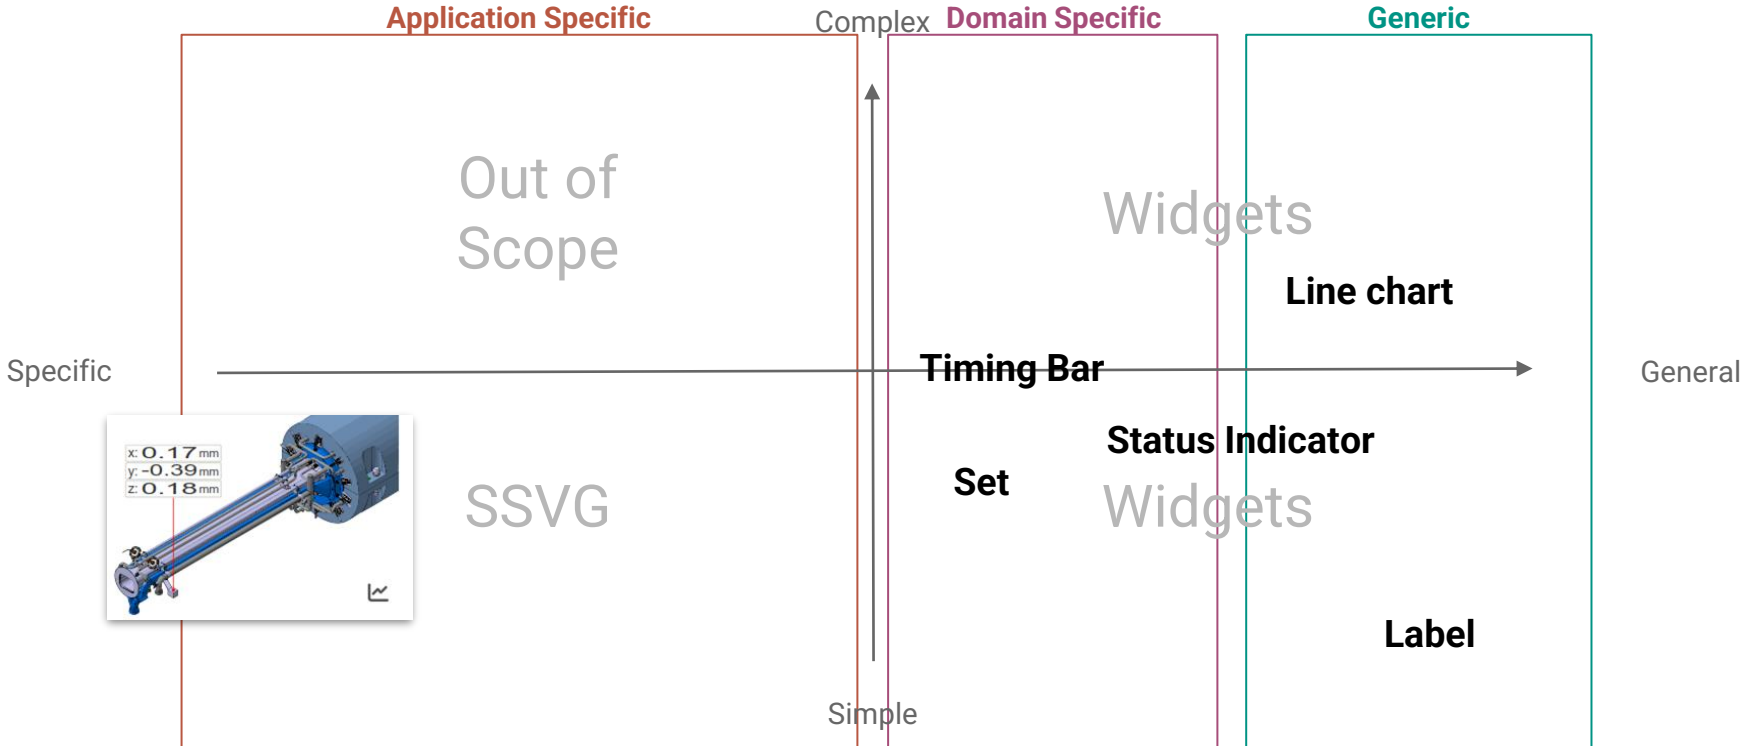 Application Specific
Complex
Domain Specific
Generic
Out of
Scope
Widgets
Line chart
Specific
Timing Bar
General
x: 0.17 mm
y: -0.39 mm
z: 0.18 mm
Status Indicator
Set
SSVG
Widgets
Label
Simple